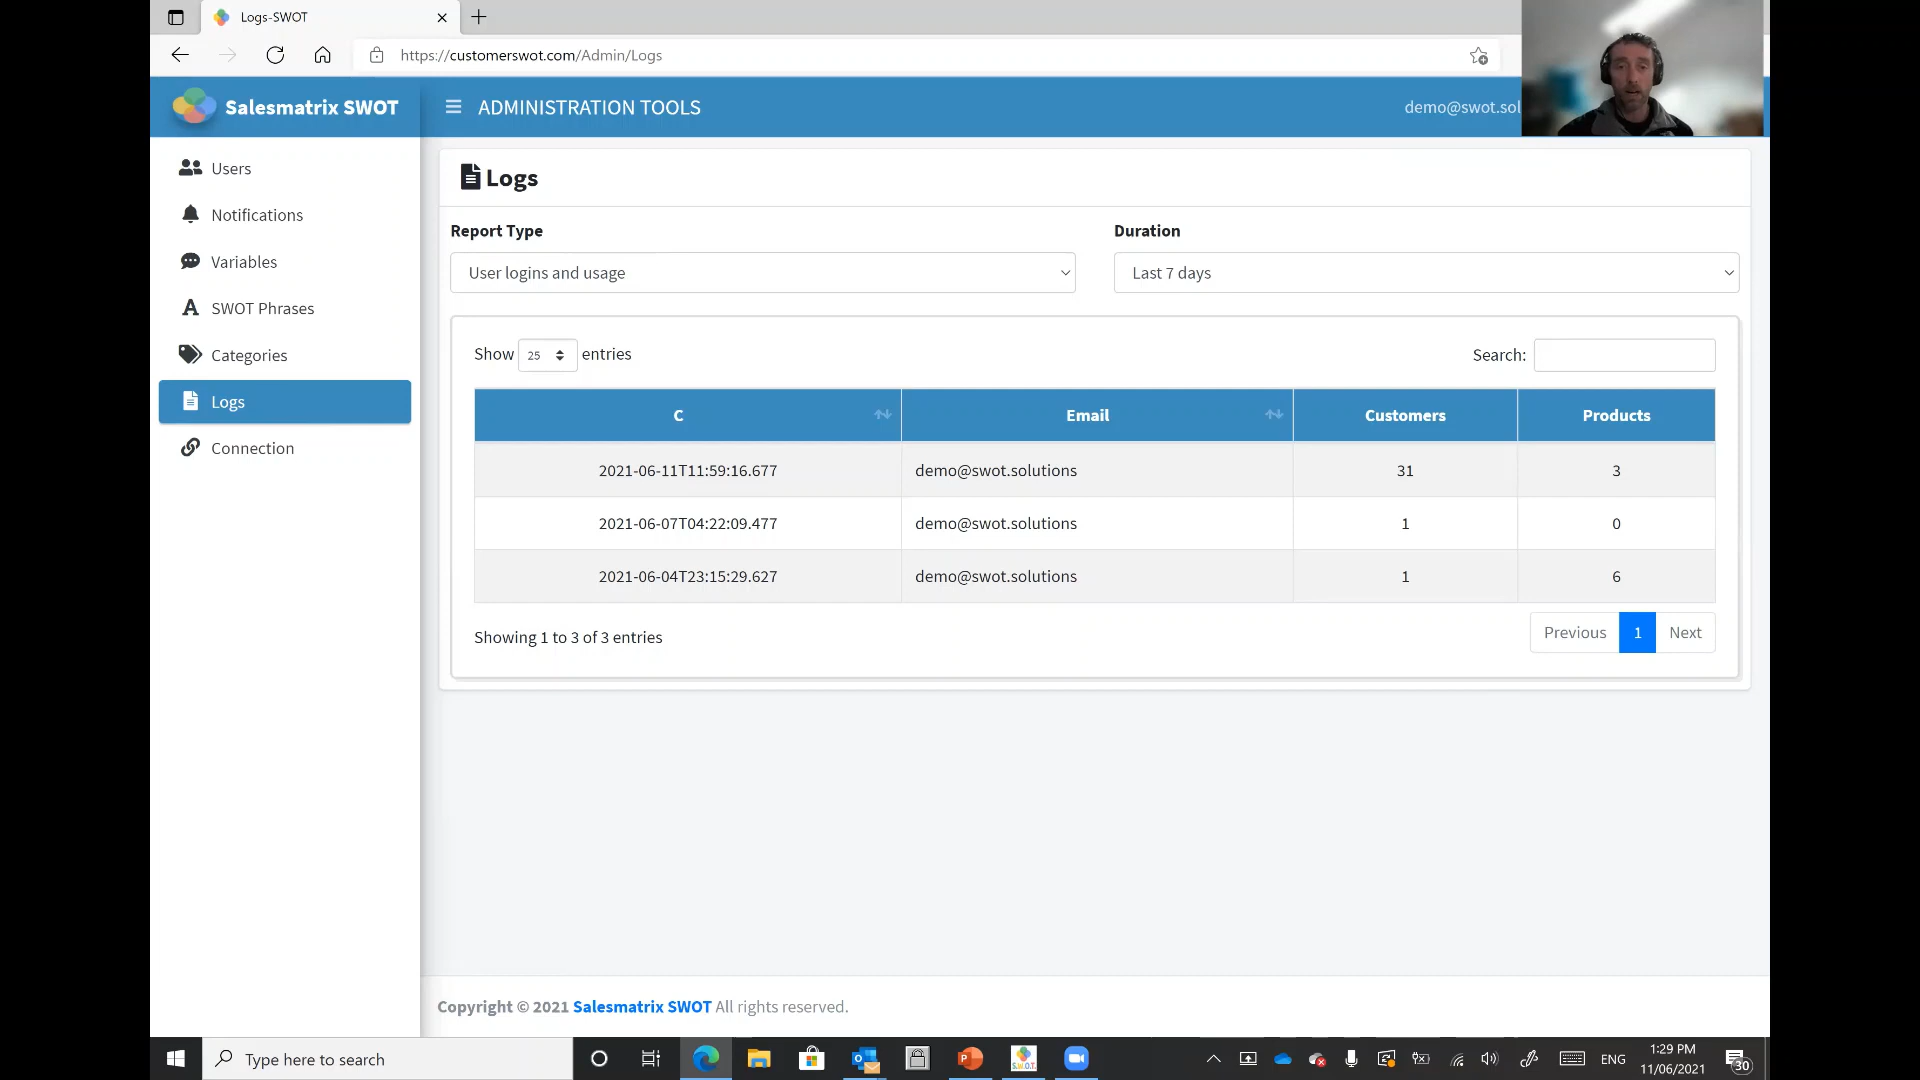 Logs-SWOT
https://customerswot.com/Admin/Logs
Salesmatrix SWOT
ADMINISTRATION TOOLS
demo@swot.sol
Users
Notifications
Variables
SWOT Phrases
Categories
Logs
Connection
Logs
Report Type
Duration
User logins and usage
Last 7 days
Show 25 entries
Search:
C Email Customers Products
2021-06-11T11:59:16.677 demo@swot.solutions 31 3
2021-06-07T04:22:09.477 demo@swot.solutions 1 0
2021-06-04T23:15:29.627 demo@swot.solutions 1 6
Showing 1 to 3 of 3 entries
Previous 1 Next
Copyright © 2021 Salesmatrix SWOT All rights reserved.
Type here to search
ENG
1:29 PM
11/06/2021
30